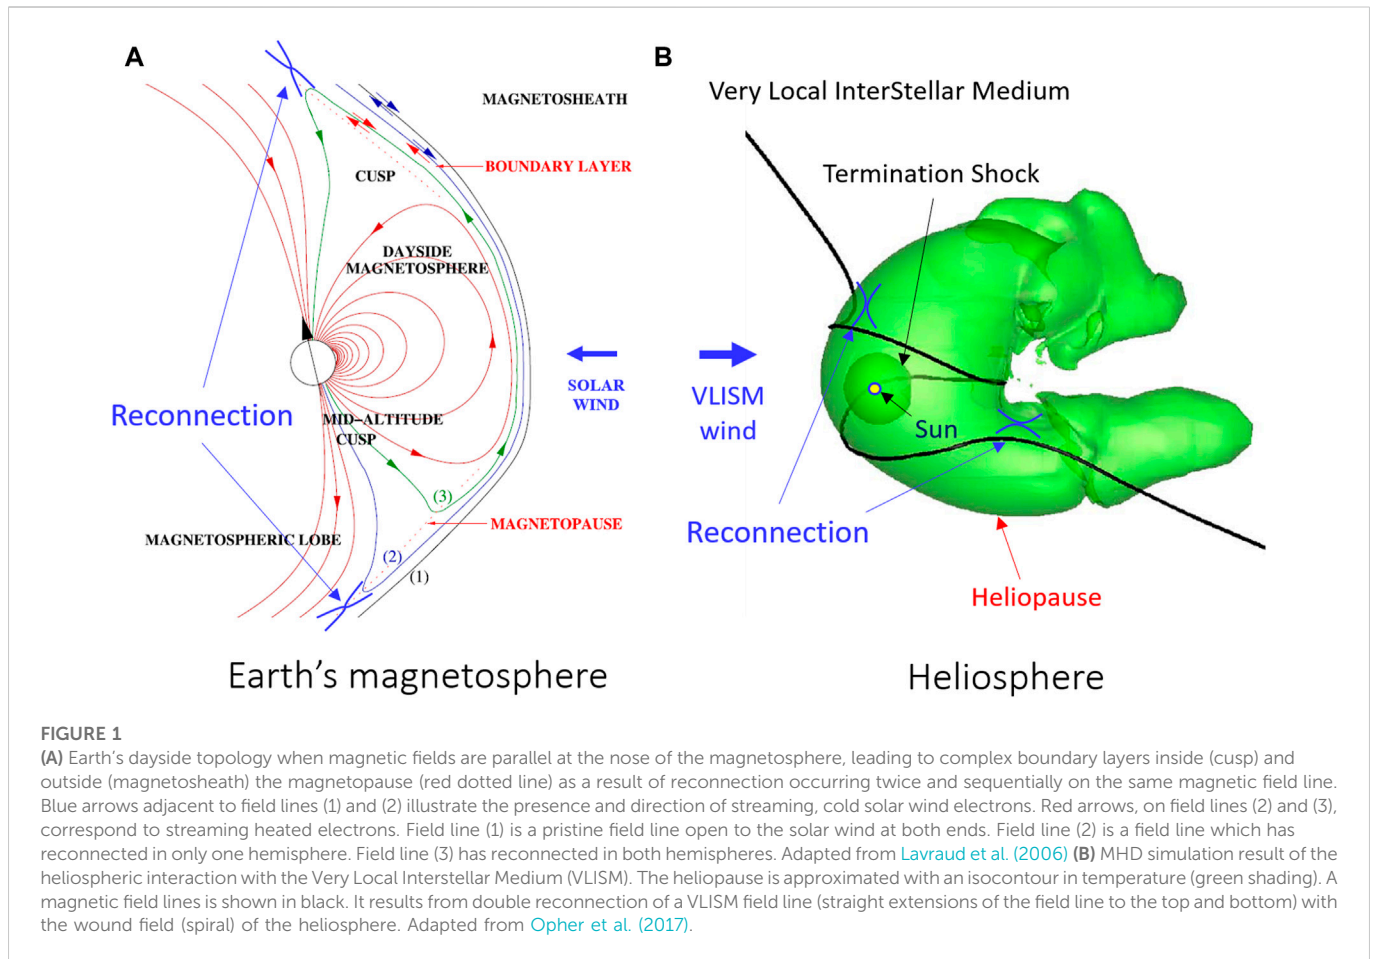 A
MAGNETOSHEATH
BOUNDARY LAYER
CUSP
DAYSIDE
MAGNETOSPHERE
Reconnection
MID-ALTITUDE
CUSP
SOLAR
WIND
(3)
MAGNETOPAUSE
MAGNETOSPHERIC LOBE
(2)
(1)
Earth's magnetosphere
B
Very Local InterStellar Medium
Termination Shock
VLISM
wind
Sun
Reconnection
Heliopause
Heliosphere
FIGURE 1
(A) Earth's dayside topology when magnetic fields are parallel at the nose of the magnetosphere, leading to complex boundary layers inside (cusp) and
outside (magnetosheath) the magnetopause (red dotted line) as a result of reconnection occurring twice and sequentially on the same magnetic field line.
Blue arrows adjacent to field lines (1) and (2) illustrate the presence and direction of streaming, cold solar wind electrons. Red arrows, on field lines (2) and (3),
correspond to streaming heated electrons. Field line (1) is a pristine field line open to the solar wind at both ends. Field line (2) is a field line which has
reconnected in only one hemisphere. Field line (3) has reconnected in both hemispheres. Adapted from Lavraud et al. (2006) (B) MHD simulation result of the
heliospheric interaction with the Very Local Interstellar Medium (VLISM). The heliopause is approximated with an isocontour in temperature (green shading). A
magnetic field lines is shown in black. It results from double reconnection of a VLISM field line (straight extensions of the field line to the top and bottom) with
the wound field (spiral) of the heliosphere. Adapted from Opher et al. (2017).